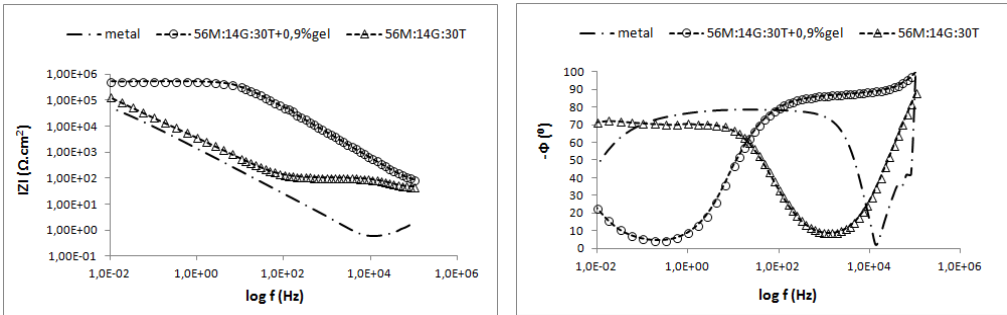 metal 56M:14G:30T+0,9%gel 56M:14G:30T
1,00E+06
1,00E+05
1,00E+04
1,00E+03
1,00E+02
1,00E+01
1,00E+00
1,00E-01
IZI (Ω.cm²)
1,0E-02 1,0E+00 1,0E+02 1,0E+04 1,0E+06
log f (Hz)
metal 56M:14G:30T+0,9%gel 56M:14G:30T
100
90
80
70
60
50
40
30
20
10
0
-Φ (º)
1,0E-02 1,0E+00 1,0E+02 1,0E+04 1,0E+06
log f (Hz)